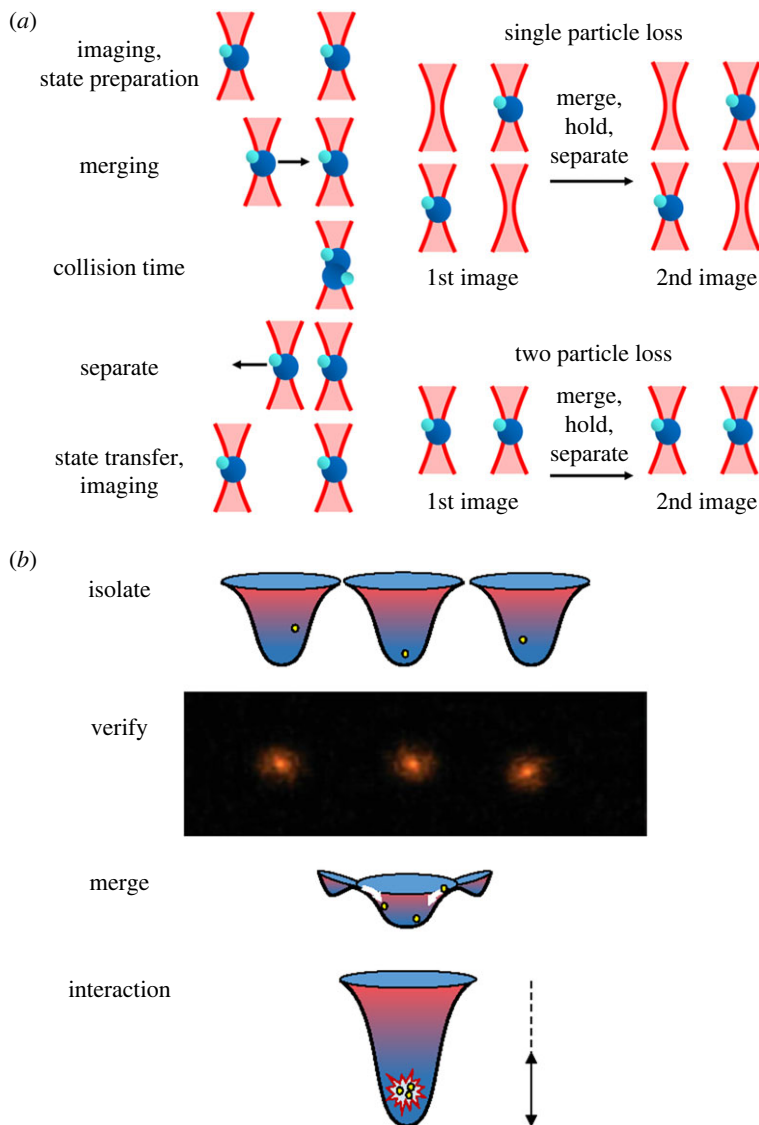 (a)
imaging,
state preparation
merging
collision time
separate
state transfer,
imaging
single particle loss
merge,
hold,
separate
1st image
2nd image
two particle loss
merge,
hold,
separate
1st image
2nd image
(b)
isolate
verify
merge
interaction